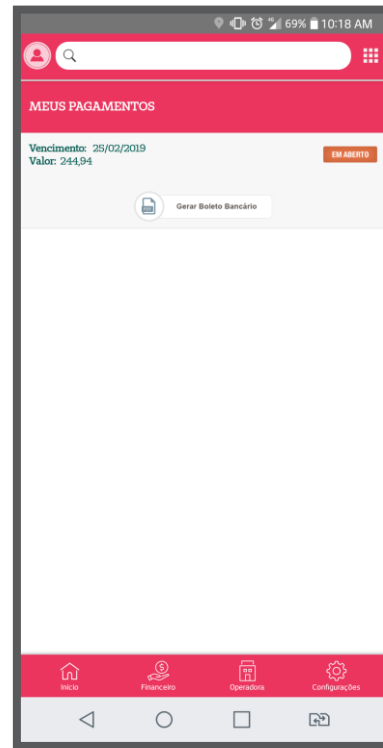 69% 10:18 AM
MEUS PAGAMENTOS
Vencimento: 25/02/2019
EM ABERTO
Valor: 244,94
Gerar Boleto Bancário
Início Financeiro Operadora Configurações